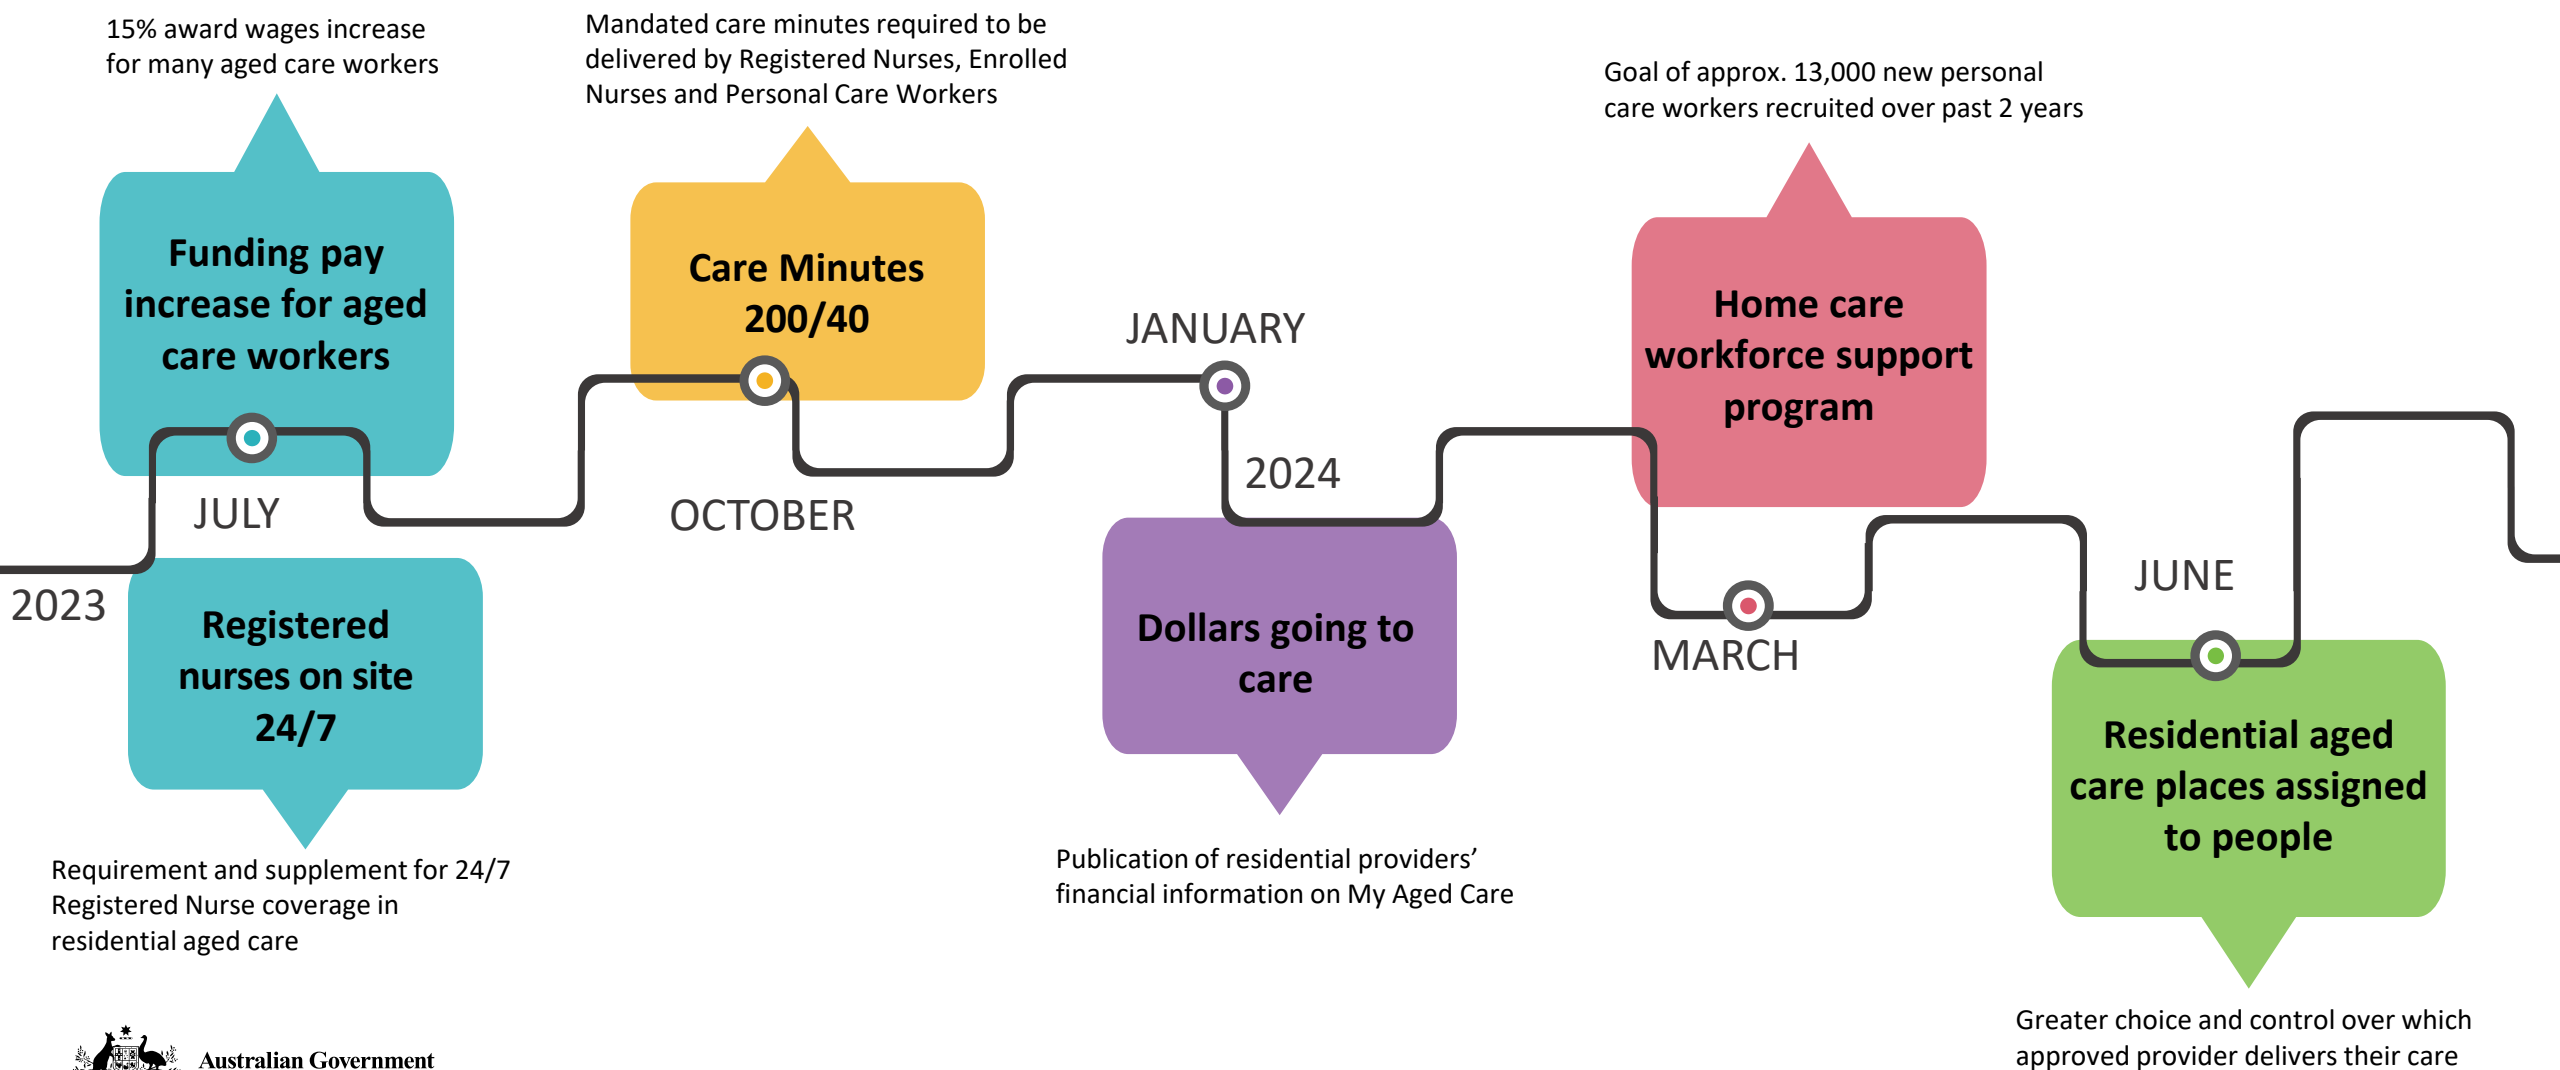 15% award wages increase
for many aged care workers
Funding pay
increase for aged
care workers
JULY
2023
Registered
nurses on site
24/7
Requirement and supplement for 24/7
Registered Nurse coverage in
residential aged care
Mandated care minutes required to be
delivered by Registered Nurses, Enrolled
Nurses and Personal Care Workers
Care Minutes
200/40
OCTOBER
JANUARY
2024
Dollars going to
care
Publication of residential providers’
financial information on My Aged Care
Goal of approx. 13,000 new personal
care workers recruited over past 2 years
Home care
workforce support
program
MARCH
JUNE
Residential aged
care places assigned
to people
Greater choice and control over which
approved provider delivers their care
Australian Government